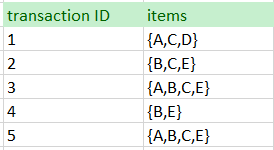 transaction ID items
1 {A,C,D}
2 {B,C,E}
3 {A,B,C,E}
4 {B,E}
5 {A,B,C,E}